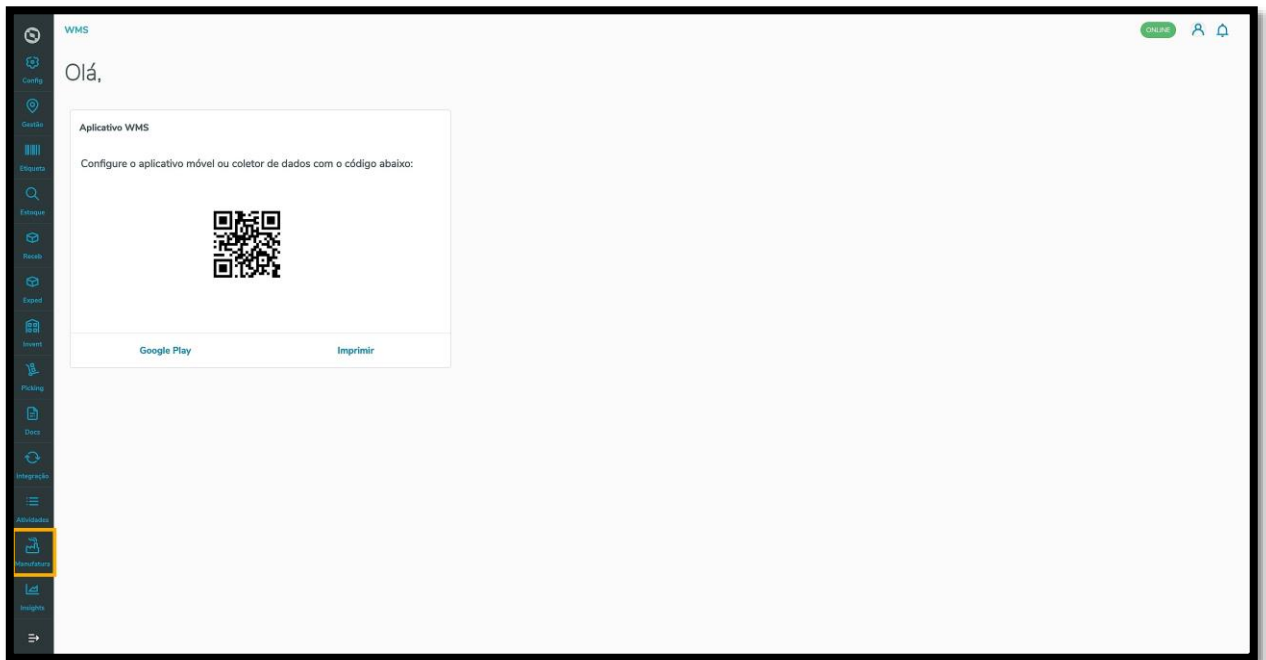 WMS
ONLINE
Olá,
Config
Gestão
Etiqueta
Estoque
Receb
Exped
Invent
Picking
Docs
Integração
Atividades
Manufatura
Insights
Aplicativo WMS
Configure o aplicativo móvel ou coletor de dados com o código abaixo:
Google Play Imprimir